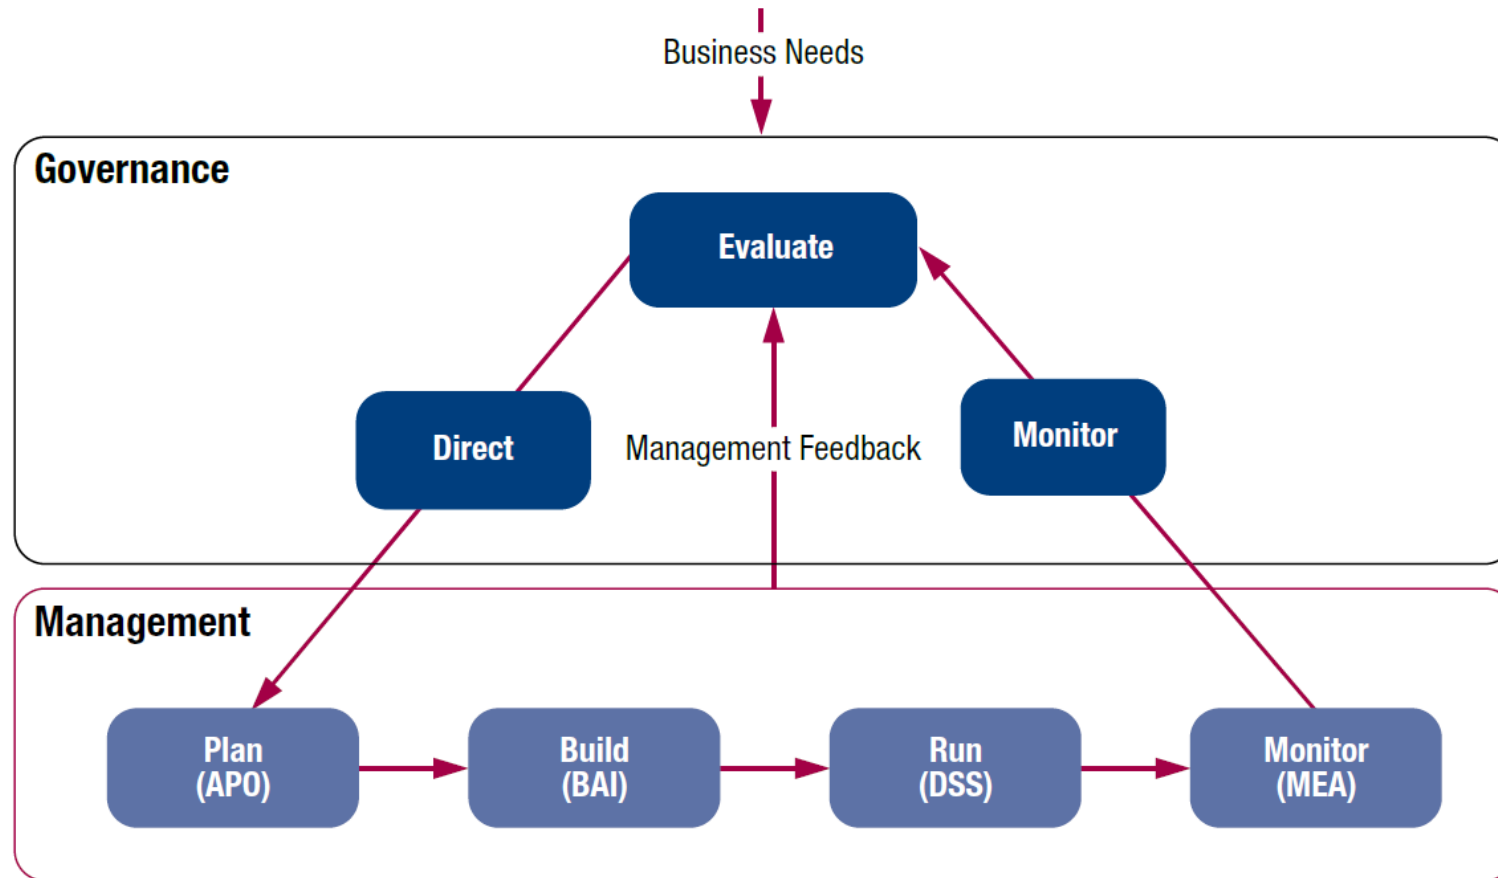 Business Needs
Governance
Evaluate
Direct
Management Feedback
Monitor
Management
Plan
(APO)
Build
(BAI)
Run
(DSS)
Monitor
(MEA)